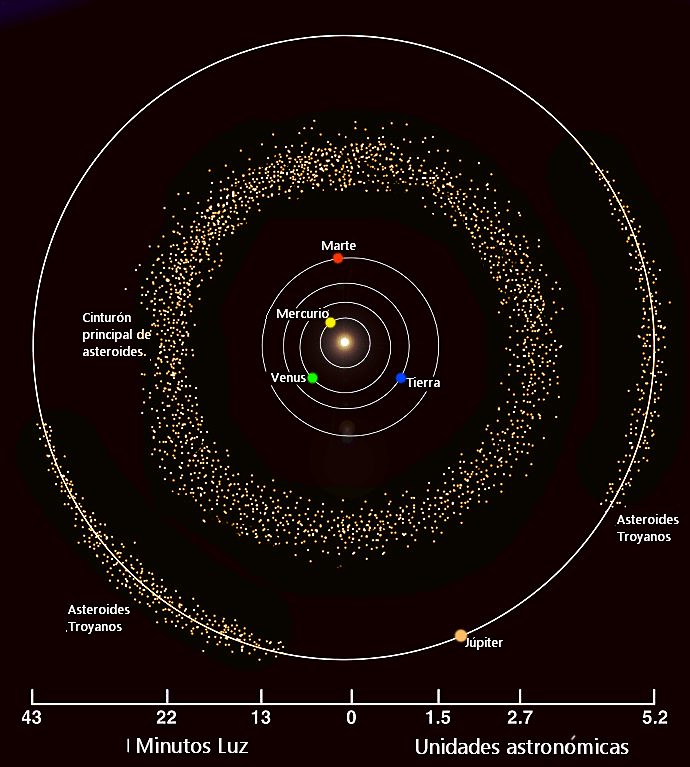 Marte
Mercurio
Cinturón
principal de
asteroides.
Venus
Tierra
Asteroides
Troyanos
Asteroides
.Troyanos
Júpiter
43 22 13 0 1.5 2.7 5.2
| Minutos Luz Unidades astronómicas